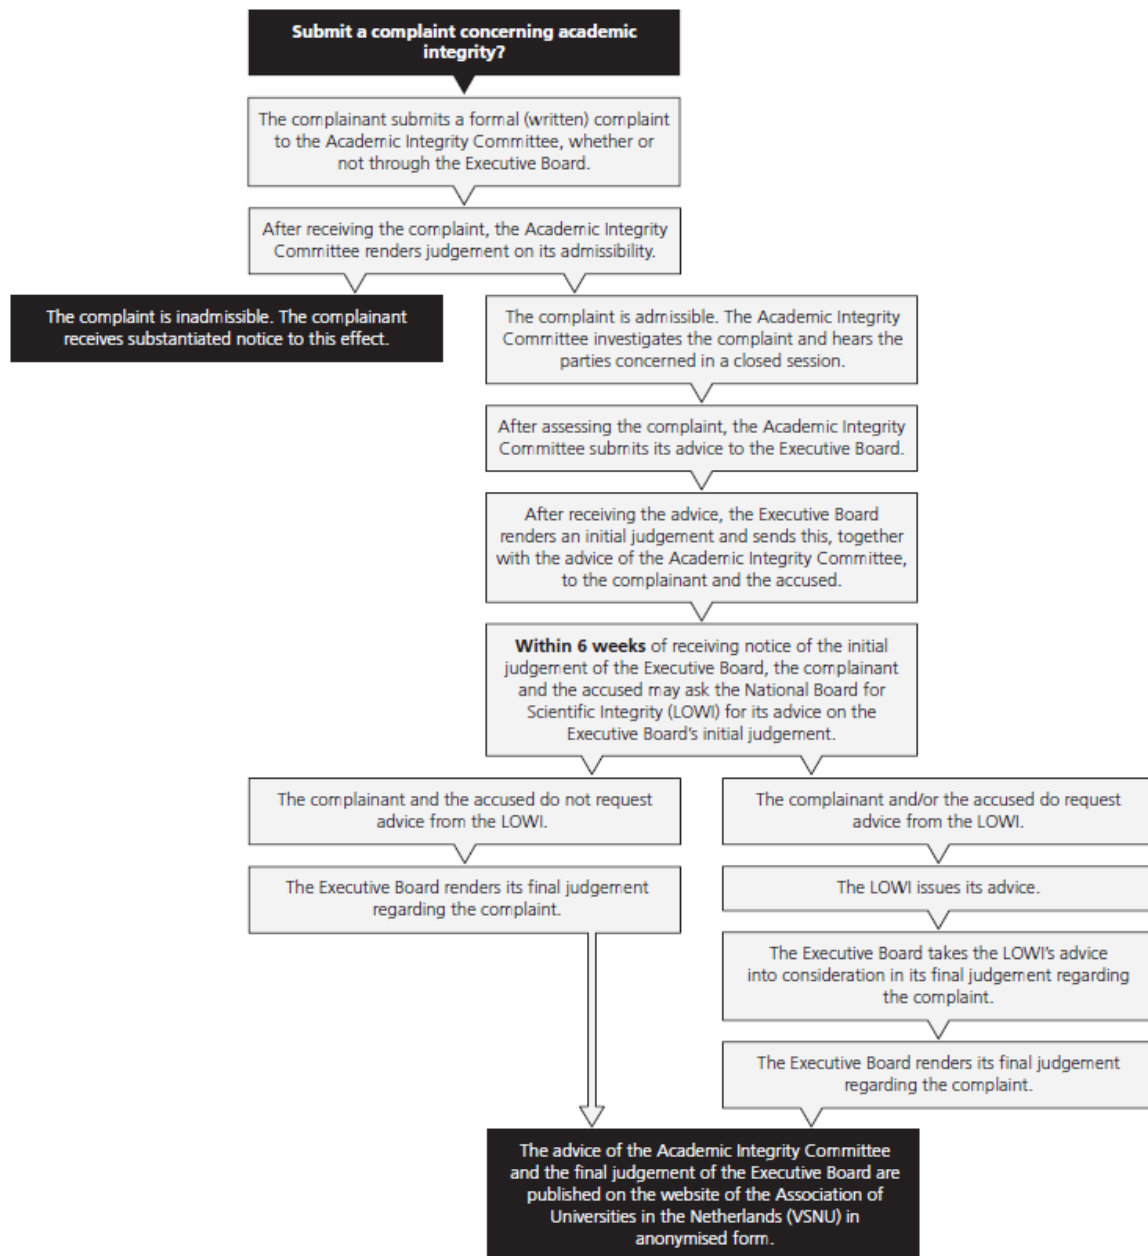 Submit a complaint concerning academic
integrity?
The complainant submits a formal (written) complaint
to the Academic Integrity Committee, whether or
not through the Executive Board.
After receiving the complaint, the Academic Integrity
Committee renders judgement on its admissibility.
The complaint is inadmissible. The complainant
receives substantiated notice to this effect.
The complaint is admissible. The Academic Integrity
Committee investigates the complaint and hears the
parties concerned in a closed session.
After assessing the complaint, the Academic Integrity
Committee submits its advice to the Executive Board.
After receiving the advice, the Executive Board
renders an initial judgement and sends this, together
with the advice of the Academic Integrity Committee,
to the complainant and the accused.
Within 6 weeks of receiving notice of the initial
judgement of the Executive Board, the complainant
and the accused may ask the National Board for
Scientific Integrity (LOWI) for its advice on the
Executive Board's initial judgement.
The complainant and the accused do not request
advice from the LOWI.
The Executive Board renders its final judgement
regarding the complaint.
The complainant and/or the accused do request
advice from the LOWI.
The LOWI issues its advice.
The Executive Board takes the LOWI's advice
into consideration in its final judgement regarding
the complaint.
The Executive Board renders its final judgement
regarding the complaint.
The advice of the Academic Integrity Committee
and the final judgement of the Executive Board are
published on the website of the Association of
Universities in the Netherlands (VSNU) in
anonymised form.